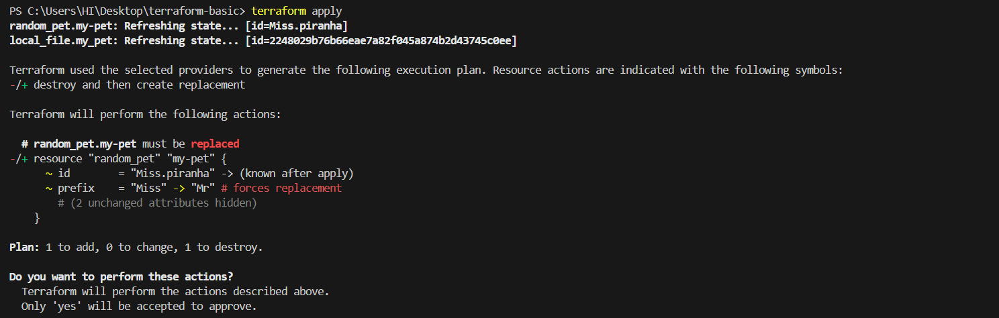 PS C:\Users\HI\Desktop\terraform-basic> terraform apply
random_pet.my-pet: Refreshing state... [id=Miss.piranha]
local_file.my_pet: Refreshing state... [id=2248029b76b66eae7a82f045a874b2d43745c0ee]
Terraform used the selected providers to generate the following execution plan. Resource actions are indicated with the following symbols:
-/+ destroy and then create replacement
Terraform will perform the following actions:
# random_pet.my-pet must be replaced
-/+ resource "random_pet" "my-pet" {
~ id        = "Miss.piranha" -> (known after apply)
~ prefix    = "Miss" -> "Mr" # forces replacement
# (2 unchanged attributes hidden)
}
Plan: 1 to add, 0 to change, 1 to destroy.
Do you want to perform these actions?
Terraform will perform the actions described above.
Only 'yes' will be accepted to approve.